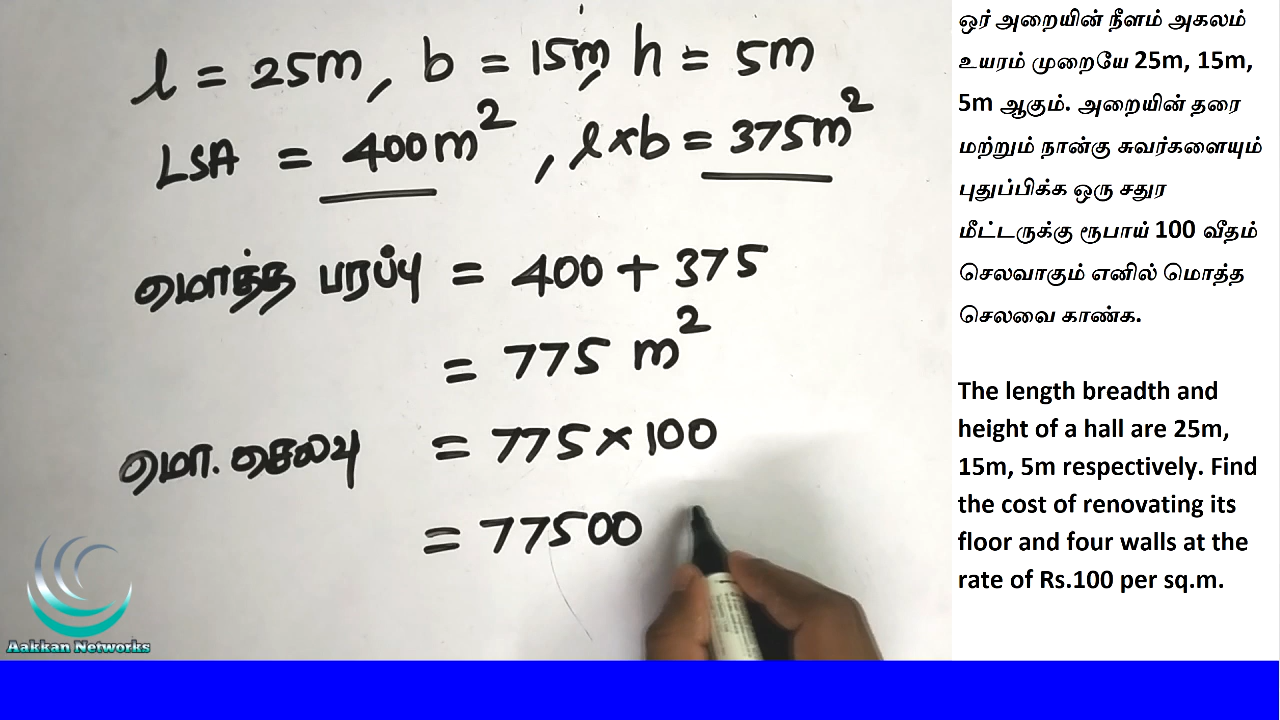 l = 25m, b = 15m, h = 5m
LSA = 400m², l×b = 375m²
மொத்த பரப்பு = 400 + 375
= 775 m²
மொ. செலவு = 775 × 100
= 77500
ஒர் அறையின் நீளம் அகலம்
உயரம் முறையே 25m, 15m,
5m ஆகும். அறையின் தரை
மற்றும் நான்கு சுவர்களையும்
புதுப்பிக்க ஒரு சதுர
மீட்டருக்கு ரூபாய் 100 வீதம்
செலவாகும் எனில் மொத்த
செலவை காண்க.
The length breadth and
height of a hall are 25m,
15m, 5m respectively. Find
the cost of renovating its
floor and four walls at the
rate of Rs.100 per sq.m.
Aakkan Networks